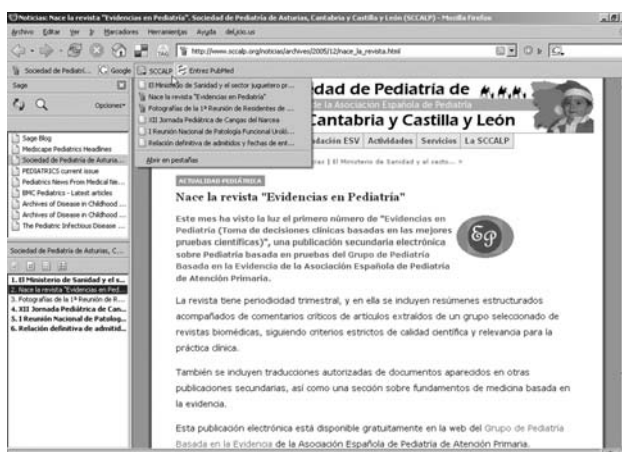 Noticias: Nace la revista "Evidencias en Pediatría". Sociedad de Pediatría de Asturias, Cantabria y Castilla y León (SCCALP) - Mozilla Firefox
Archivo Editar Ver Ir Marcadores Herramientas Ayuda del.icio.us
http://www.sccalp.org/noticias/archives/2005/12/nace_la_revista.html
Sociedad de Pediatrí... Google SCCALP Entrez PubMed
Sage
Opciones
Sage Blog
Medscape Pediatrics Headlines
Sociedad de Pediatría de Asturia...
PEDIATRICS current issue
Pediatrics News From Medical Ne...
BMC Pediatrics - Latest articles
Archives of Disease in Childhood ...
Archives of Disease in Childhood ...
The Pediatric Infectious Disease ...
Sociedad de Pediatría de Asturias, C...
1. El Ministerio de Sanidad y el s...
2. Nace la revista "Evidencias en Ped...
3. Fotografías de la 1ª Reunión de R...
4. XII Jornada Pediátrica de Can...
5. I Reunión Nacional de Patolog...
6. Relación definitiva de admitid...
El Ministerio de Sanidad y el sector juguetero pr...
Nace la revista "Evidencias en Pediatría"
Fotografías de la 1ª Reunión de Residentes de ...
XII Jornada Pediátrica de Cangas del Narcea
I Reunión Nacional de Patología Funcional Uroló...
Relación definitiva de admitidos y fechas de ent...
Abrir en pestañas
edad de Pediatría de
de la Asociación Española de Pediatría
Cantabria y Castilla y León
ndación ESV Actividades Servicios La SCCALP
as | El Ministerio de Sanidad y el secto... >
ACTUALIDAD PEDIÁTRICA
Nace la revista "Evidencias en Pediatría"
Este mes ha visto la luz el primero número de "Evidencias en
Pediatría (Toma de decisiones clínicas basadas en las mejores
pruebas científicas)", una publicación secundaria electrónica
sobre Pediatría basada en pruebas del Grupo de Pediatría
Basada en la Evidencia de la Asociación Española de Pediatría
de Atención Primaria.
EP
La revista tiene periodicidad trimestral, y en ella se incluyen resúmenes estructurados
acompañados de comentarios críticos de artículos extraídos de un grupo seleccionado de
revistas biomédicas, siguiendo criterios estrictos de calidad científica y relevancia para la
práctica clínica.
También se incluyen traducciones autorizadas de documentos aparecidos en otras
publicaciones secundarias, así como una sección sobre fundamentos de medicina basada en
la evidencia.
Esta publicación electrónica está disponible gratuitamente en la web del Grupo de Pediatría
Basada en la Evidencia de la Asociación Española de Pediatría de Atención Primaria.